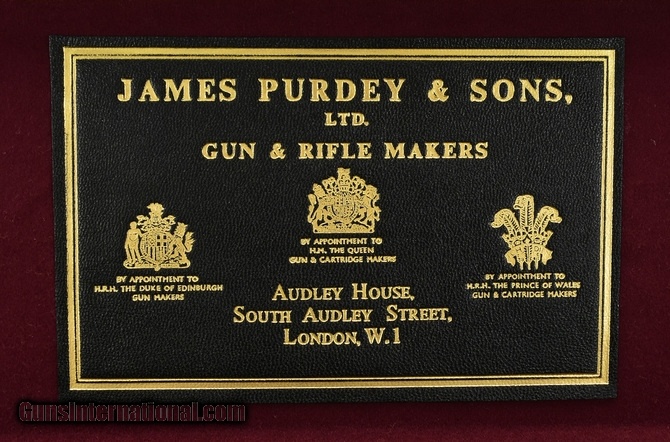 JAMES PURDEY & SONS,
LTD.
GUN & RIFLE MAKERS
BY APPOINTMENT TO
H.R.H. THE DUKE OF EDINBURGH
GUN MAKERS
BY APPOINTMENT TO
H.M. THE QUEEN
GUN & CARTRIDGE MAKERS
BY APPOINTMENT TO
H.R.H. THE PRINCE OF WALES
GUN & CARTRIDGE MAKERS
AUDLEY HOUSE,
SOUTH AUDLEY STREET,
LONDON, W.1
GunsInternational.com